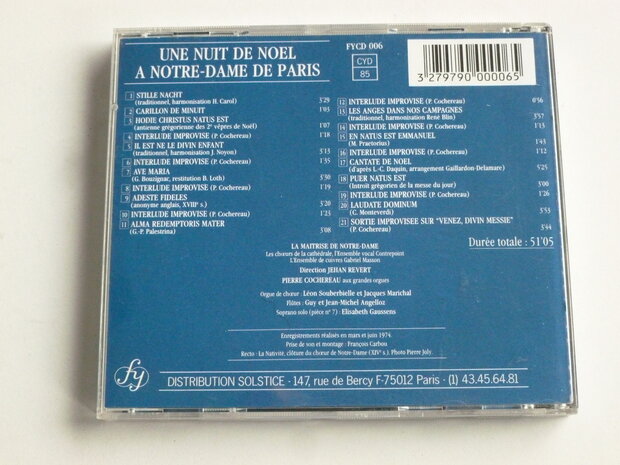 UNE NUIT DE NOEL
A NOTRE-DAME DE PARIS
FYCD 006
CYD
85
3 279790 000065
1 STILLE NACHT
(traditionnel, harmonisation H. Carol) 3'29
2 CARILLON DE MINUIT 1'05
3 HODIE CHRISTUS NATUS EST
(antienne grégorienne des 2e vêpres de Noël) 1'07
4 INTERLUDE IMPROVISE (P. Cochereau) 1'18
5 IL EST NE LE DIVIN ENFANT
(traditionnel, harmonisation J. Noyon) 5'13
6 INTERLUDE IMPROVISE (P. Cochereau) 1'35
7 AVE MARIA
(G. Bouzignac, restitution B. Loth) 3'30
8 INTERLUDE IMPROVISE (P. Cochereau) 1'19
9 ADESTE FIDELES
(anonyme anglais, XVIIIe s.) 3'20
10 INTERLUDE IMPROVISE (P. Cochereau) 1'23
11 ALMA REDEMPTORIS MATER
(G.-P. Palestrina) 3'08
12 INTERLUDE IMPROVISE (P. Cochereau) 0'56
13 LES ANGES DANS NOS CAMPAGNES
(traditionnel, harmonisation René Blin) 3'57
14 INTERLUDE IMPROVISE (P. Cochereau) 1'13
15 EN NATUS EST EMMANUEL
(M. Praetorius) 1'43
16 INTERLUDE IMPROVISE (P. Cochereau) 1'12
17 CANTATE DE NOEL
(d'après L.-C. Daquin, arrangement Gaillardon-Delamare) 5'25
18 PUER NATUS EST
(Introït grégorien de la messe du jour) 3'00
19 INTERLUDE IMPROVISE (P. Cochereau) 1'26
20 LAUDATE DOMINUM
(G. Monteverdi) 3'53
21 SORTIE IMPROVISEE SUR "VENEZ, DIVIN MESSIE"
(P. Cochereau) 3'44
Durée totale : 51'05
LA MAITRISE DE NOTRE-DAME
Les chœurs de la cathédrale, l'Ensemble vocal Contrepoint
L'Ensemble de cuivres Gabriel Masson
Direction JEHAN REVERT
PIERRE COCHEREAU aux grandes orgues
Orgue de chœur : Léon Souberbielle et Jacques Marichal
Flûtes : Guy et Jean-Michel Angelloz
Soprano solo (pièce n° 7) : Elisabeth Gaussens
Enregistrements réalisés en mars et juin 1974.
Prise de son et montage : François Carbou
Recto : La Nativité, clôture du chœur de Notre-Dame (XIVe s.). Photo Pierre Joly.
fy
DISTRIBUTION SOLSTICE · 147, rue de Bercy F-75012 Paris · (1) 43.45.64.81